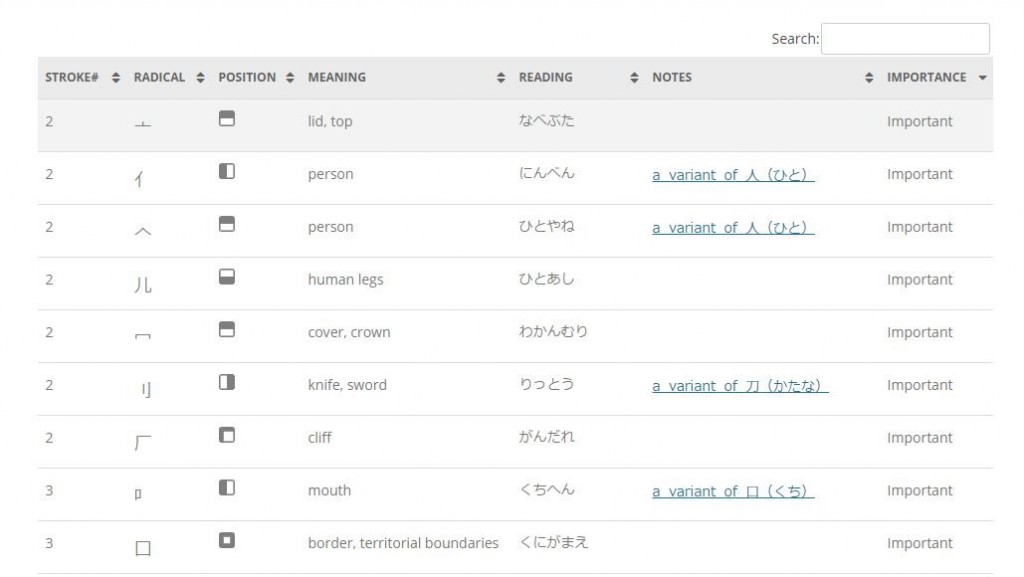 Search:
STROKE# RADICAL POSITION MEANING READING NOTES IMPORTANCE
2 亠 lid, top なべぶた Important
2 亻 person にんべん a variant of 人（ひと） Important
2 𠆢 person ひとやね a variant of 人（ひと） Important
2 儿 human legs ひとあし Important
2 冖 cover, crown わかんむり Important
2 刂 knife, sword りっとう a variant of 刀（かたな） Important
2 厂 cliff がんだれ Important
3 口 mouth くちへん a variant of 口（くち） Important
3 囗 border, territorial boundaries くにがまえ Important